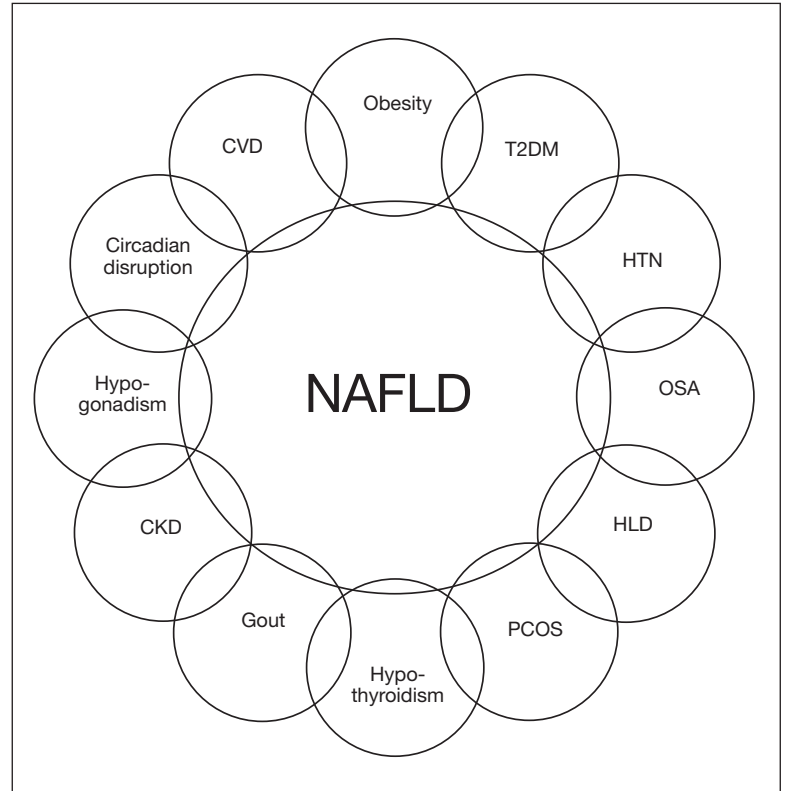 Obesity
T2DM
HTN
OSA
HLD
PCOS
Hypo-
thyroidism
Gout
CKD
Hypo-
gonadism
Circadian
disruption
CVD
NAFLD